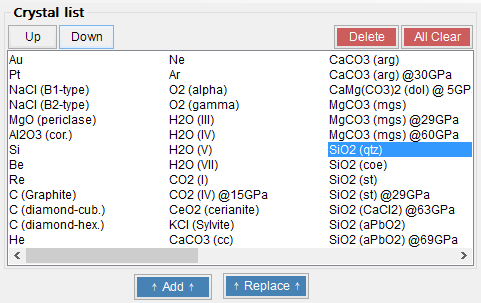 Crystal list
Up
Down
Delete
All Clear
Au
Pt
NaCl (B1-type)
NaCl (B2-type)
MgO (periclase)
Al2O3 (cor.)
Si
Be
Re
C (Graphite)
C (diamond-cub.)
C (diamond-hex.)
He
Ne
Ar
O2 (alpha)
O2 (gamma)
H2O (III)
H2O (IV)
H2O (V)
H2O (VII)
CO2 (I)
CO2 (IV) @15GPa
CeO2 (cerianite)
KCl (Sylvite)
CaCO3 (cc)
CaCO3 (arg)
CaCO3 (arg) @30GPa
CaMg(CO3)2 (dol) @ 5GP
MgCO3 (mgs)
MgCO3 (mgs) @29GPa
MgCO3 (mgs) @60GPa
SiO2 (qtz)
SiO2 (coe)
SiO2 (st)
SiO2 (st) @29GPa
SiO2 (CaCl2) @63GPa
SiO2 (aPbO2)
SiO2 (aPbO2) @69GPa
↑ Add ↑
↑ Replace ↑